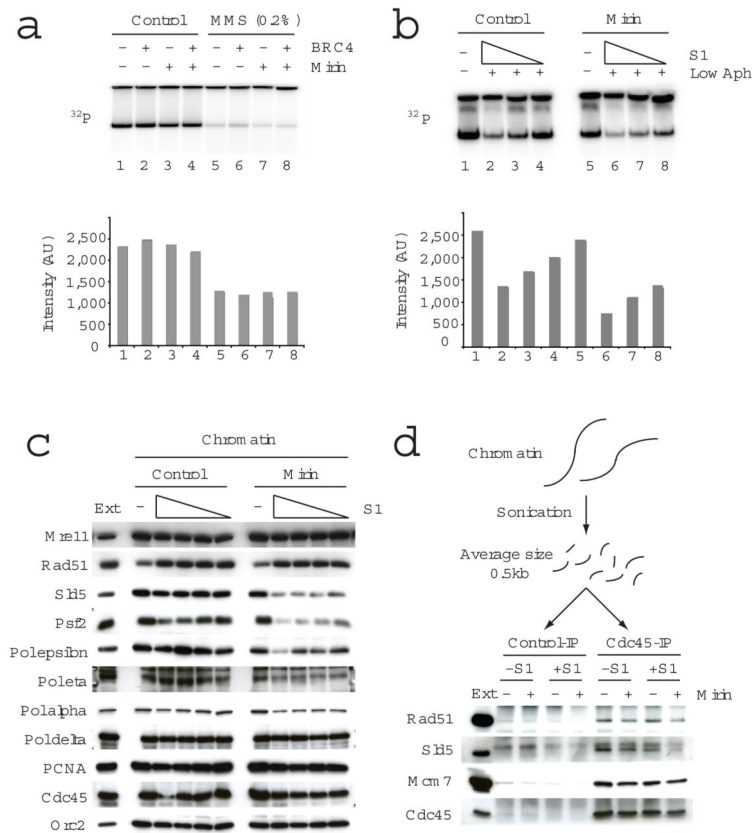 a
Control MMS (0.2%)
– + – + – + – + BRC4
– – + + – – + + Mirin
32P
1 2 3 4 5 6 7 8
Intensity (AU)
2,500
2,000
1,500
1,000
500
0
1 2 3 4 5 6 7 8
b
Control Mirin
– – S1
– + + + – + + + Low Aph
32P
1 2 3 4 5 6 7 8
Intensity (AU)
2,500
2,000
1,500
1,000
500
0
1 2 3 4 5 6 7 8
c
Chromatin
Control Mirin
Ext – – S1
Mre11
Rad51
Sld5
Psf2
Polepsilon
Poleta
Polalpha
Poldelta
PCNA
Cdc45
Orc2
d
Chromatin
Sonication
Average size
0.5kb
Control-IP Cdc45-IP
–S1 +S1 –S1 +S1
Ext – + – + – + – + Mirin
Rad51
Sld5
Mcm7
Cdc45